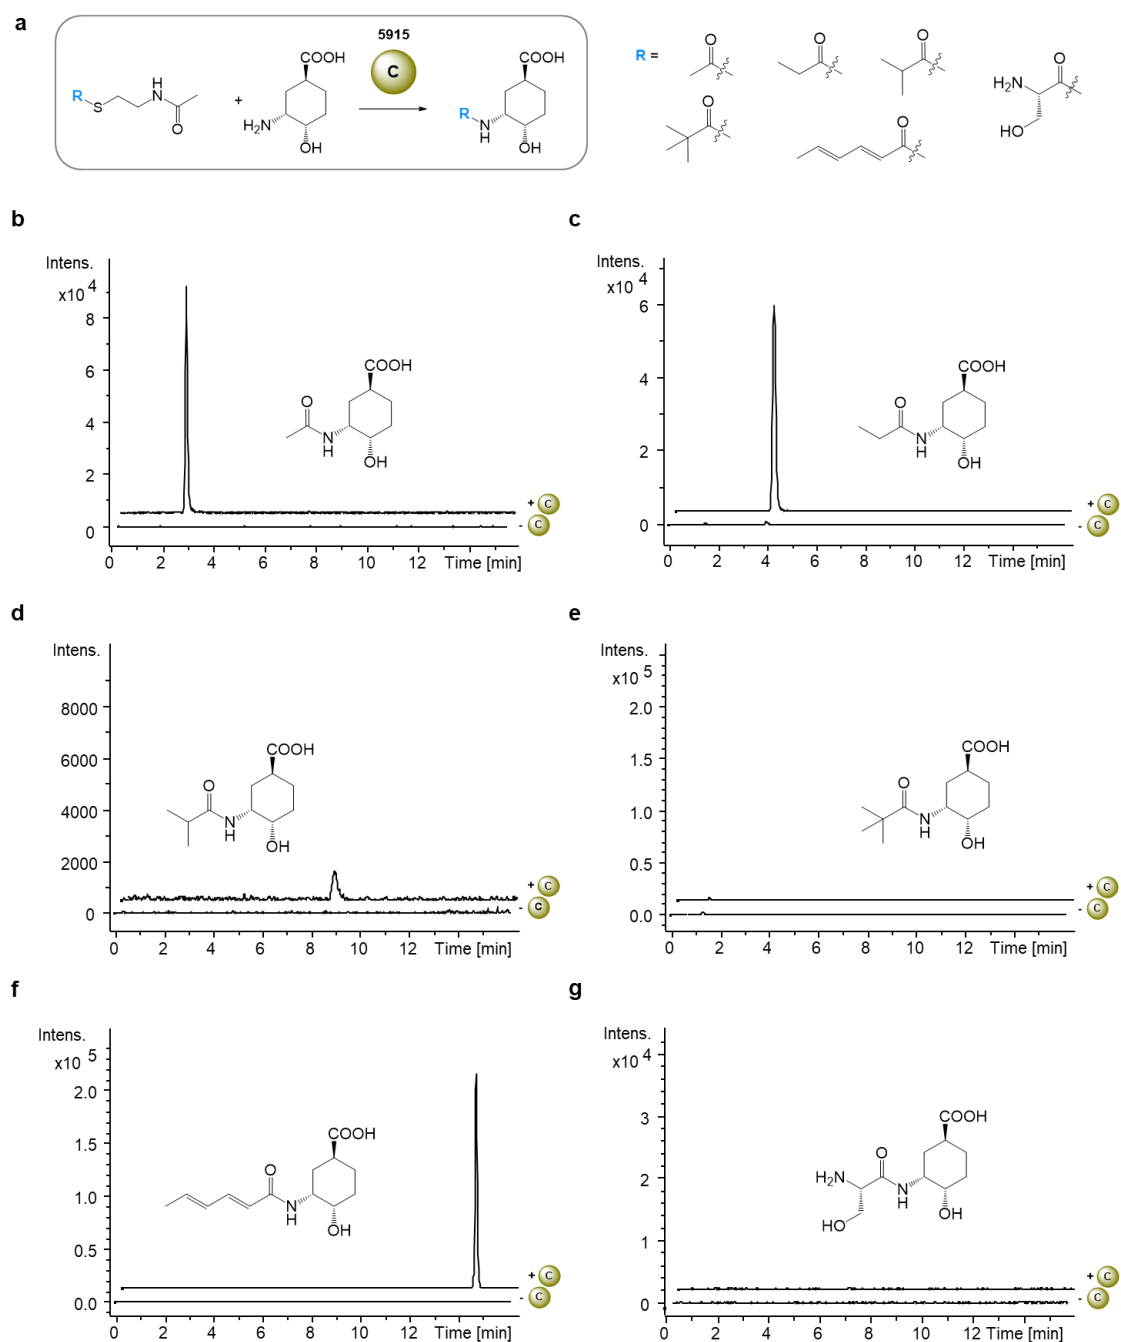 a
5915
C
COOH
COOH
R
S
H
N
O
+
H2N
OH
R
N
H
OH
R =
O
O
O
H2N
O
HO
O
O
b
Intens.
x10 4
8
6
4
2
0
0 2 4 6 8 10 12 Time [min]
O
N
H
COOH
OH
+ C
- C
c
Intens.
x10 4
6
4
2
0
0 2 4 6 8 10 12 Time [min]
O
N
H
COOH
OH
+ C
- C
d
Intens.
8000
6000
4000
2000
0
0 2 4 6 8 10 12 Time [min]
O
N
H
COOH
OH
+ C
- C
e
Intens.
x10 5
2.0
1.5
1.0
0.5
0.0
0 2 4 6 8 10 12 Time [min]
O
N
H
COOH
OH
+ C
- C
f
Intens.
x10 5
2.0
1.5
1.0
0.5
0.0
0 2 4 6 8 10 12 14 Time [min]
O
N
H
COOH
OH
+ C
- C
g
Intens.
x10 4
4
3
2
1
0
0 2 4 6 8 10 12 14 Time [min]
H2N
O
HO
N
H
COOH
OH
+ C
- C